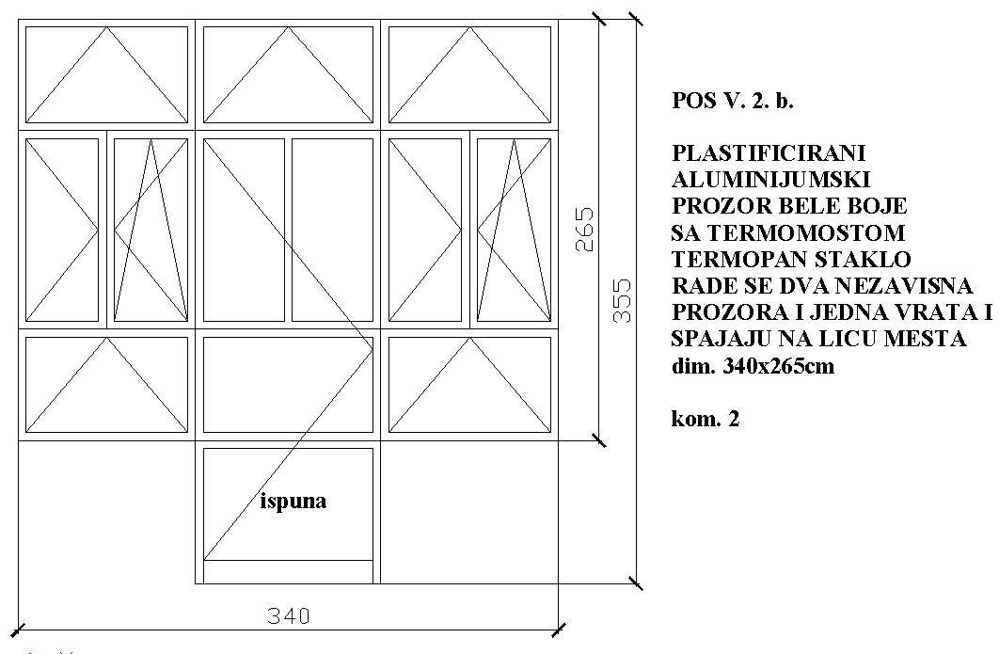 POS V. 2. b.
PLASTIFICIRANI
ALUMINIJUMSKI
PROZOR BELE BOJE
SA TERMOMOSTOM
TERMOPAN STAKLO
RADE SE DVA NEZAVISNA
PROZORA I JEDNA VRATA I
SPAJAJU NA LICU MESTA
dim. 340x265cm
kom. 2
265
355
ispuna
340